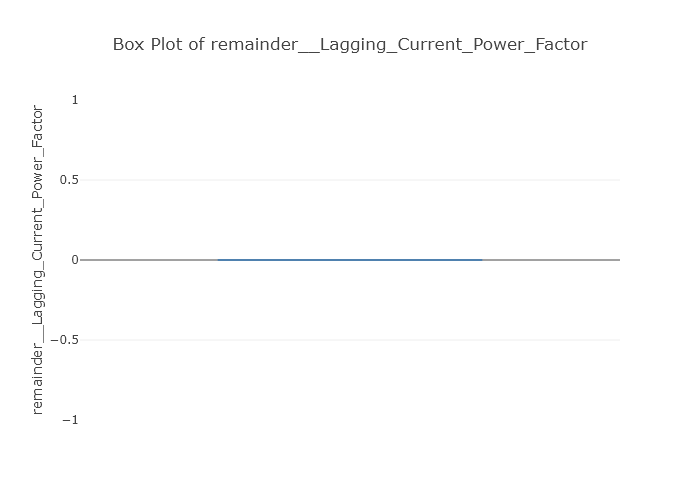 Box Plot of remainder__Lagging_Current_Power_Factor
remainder__Lagging_Current_Power_Factor
1
0.5
0
−0.5
−1